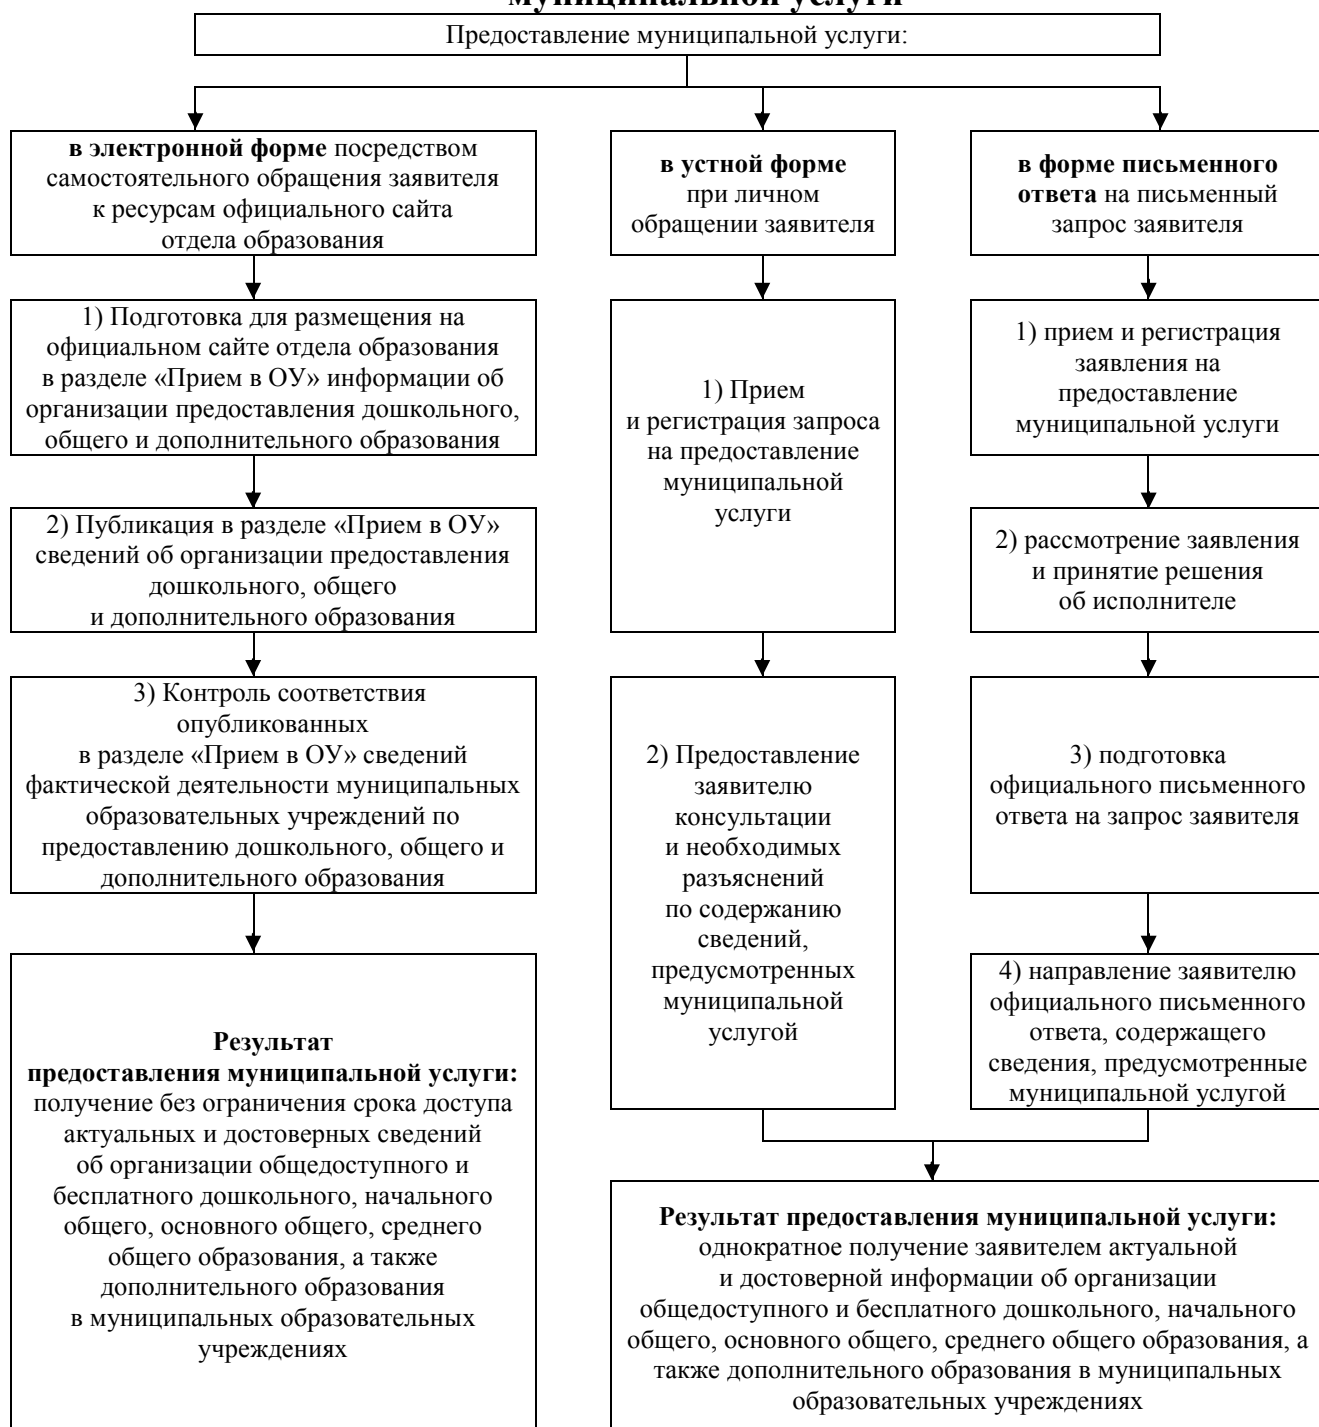 муниципальной услуги
Предоставление муниципальной услуги:
в электронной форме посредством
самостоятельного обращения заявителя
к ресурсам официального сайта
отдела образования
в устной форме
при личном
обращении заявителя
в форме письменного
ответа на письменный
запрос заявителя
1) Подготовка для размещения на
официальном сайте отдела образования
в разделе «Прием в ОУ» информации об
организации предоставления дошкольного,
общего и дополнительного образования
1) Прием
и регистрация запроса
на предоставление
муниципальной
услуги
1) прием и регистрация
заявления на
предоставление
муниципальной услуги
2) Публикация в разделе «Прием в ОУ»
сведений об организации предоставления
дошкольного, общего
и дополнительного образования
2) рассмотрение заявления
и принятие решения
об исполнителе
3) Контроль соответствия
опубликованных
в разделе «Прием в ОУ» сведений
фактической деятельности муниципальных
образовательных учреждений по
предоставлению дошкольного, общего и
дополнительного образования
2) Предоставление
заявителю
консультации
и необходимых
разъяснений
по содержанию
сведений,
предусмотренных
муниципальной
услугой
3) подготовка
официального письменного
ответа на запрос заявителя
4) направление заявителю
официального письменного
ответа, содержащего
сведения, предусмотренные
муниципальной услугой
Результат
предоставления муниципальной услуги:
получение без ограничения срока доступа
актуальных и достоверных сведений
об организации общедоступного и
бесплатного дошкольного, начального
общего, основного общего, среднего
общего образования, а также
дополнительного образования
в муниципальных образовательных
учреждениях
Результат предоставления муниципальной услуги:
однократное получение заявителем актуальной
и достоверной информации об организации
общедоступного и бесплатного дошкольного, начального
общего, основного общего, среднего общего образования, а
также дополнительного образования в муниципальных
образовательных учреждениях